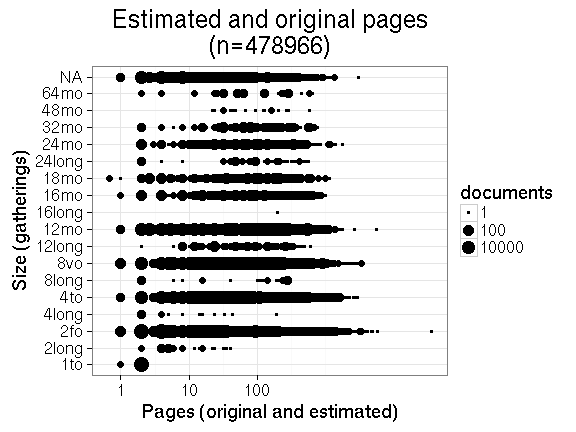 Estimated and original pages
(n=478966)
Size (gatherings)
NA
64mo
48mo
32mo
24mo
24long
18mo
16mo
16long
12mo
12long
8vo
8long
4to
4long
2fo
2long
1to
1 10 100
Pages (original and estimated)
documents
1
100
10000